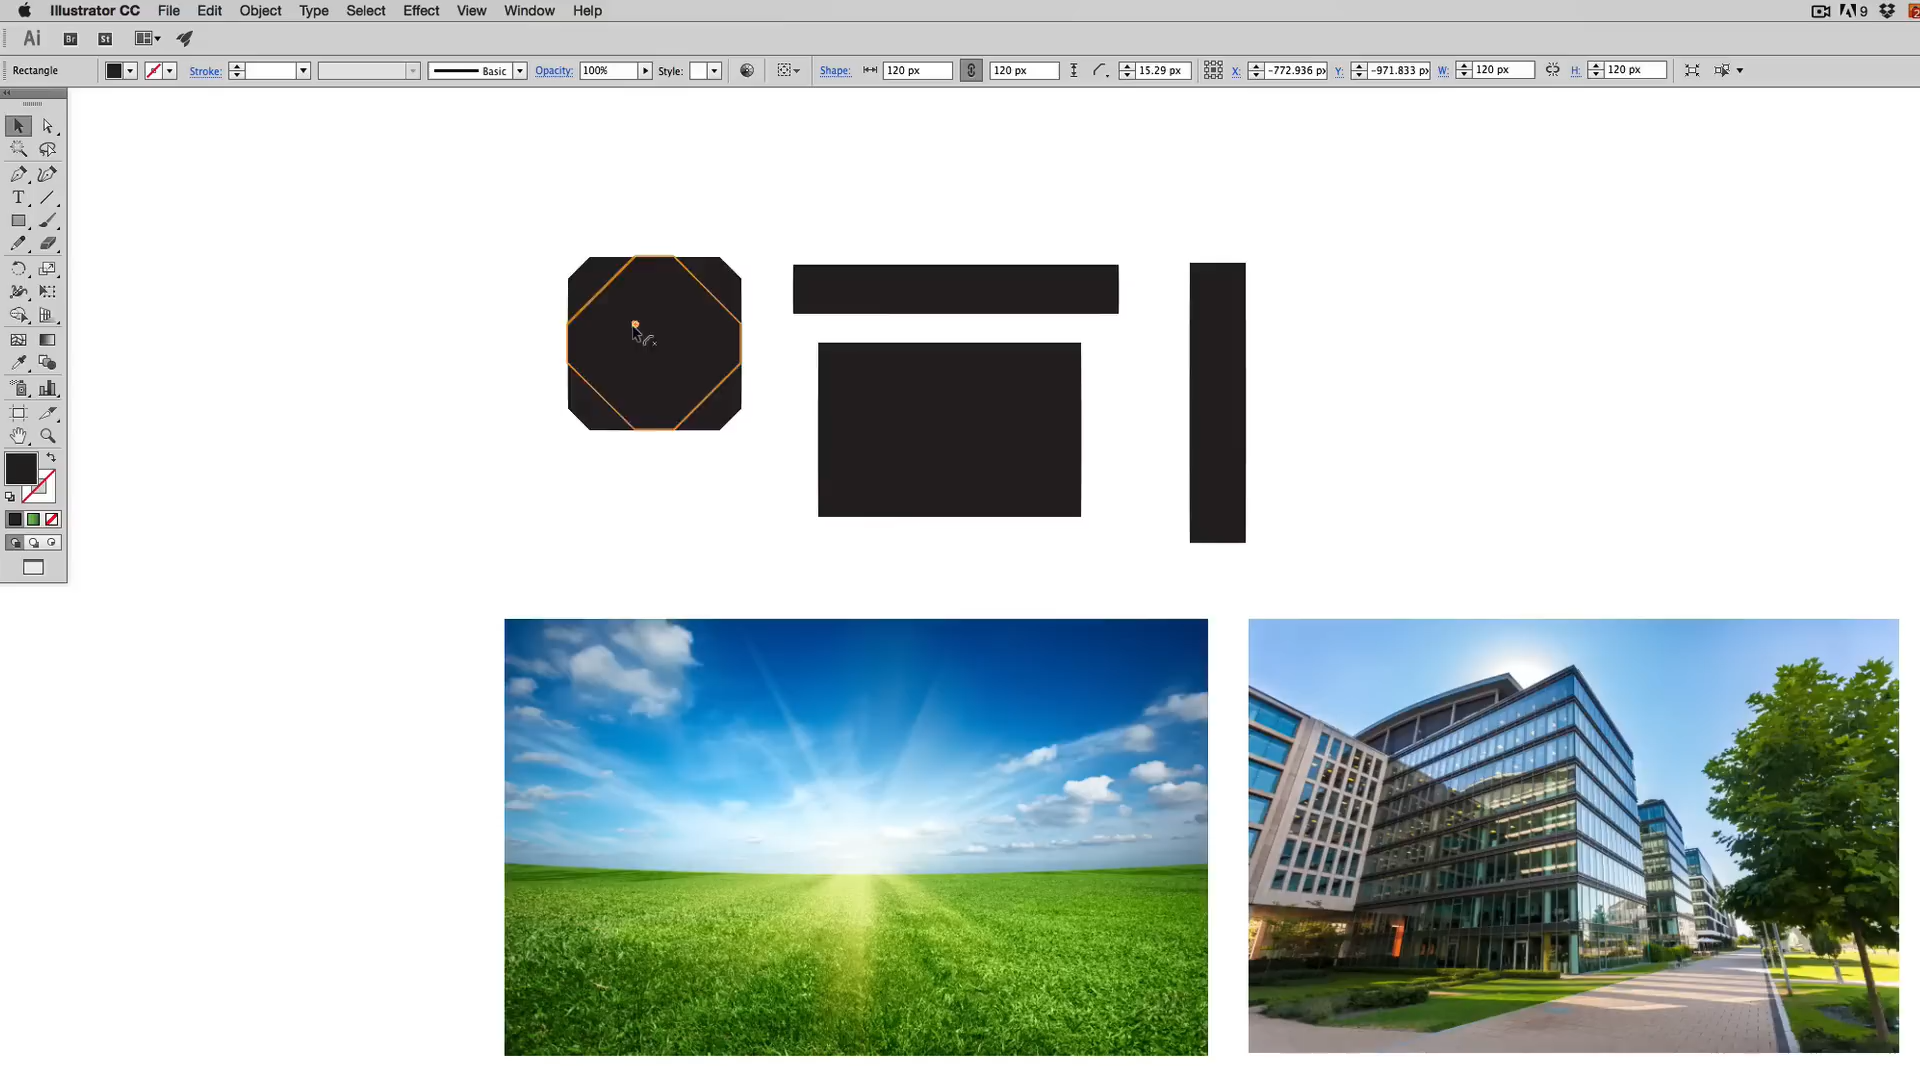 Illustrator CC File Edit Object Type Select Effect View Window Help 9 2
Ai Br St
Rectangle Stroke: Basic Opacity: 100% Style: Shape: 120 px 120 px 15.29 px X: -772.936 px Y: -971.833 px W: 120 px H: 120 px
T